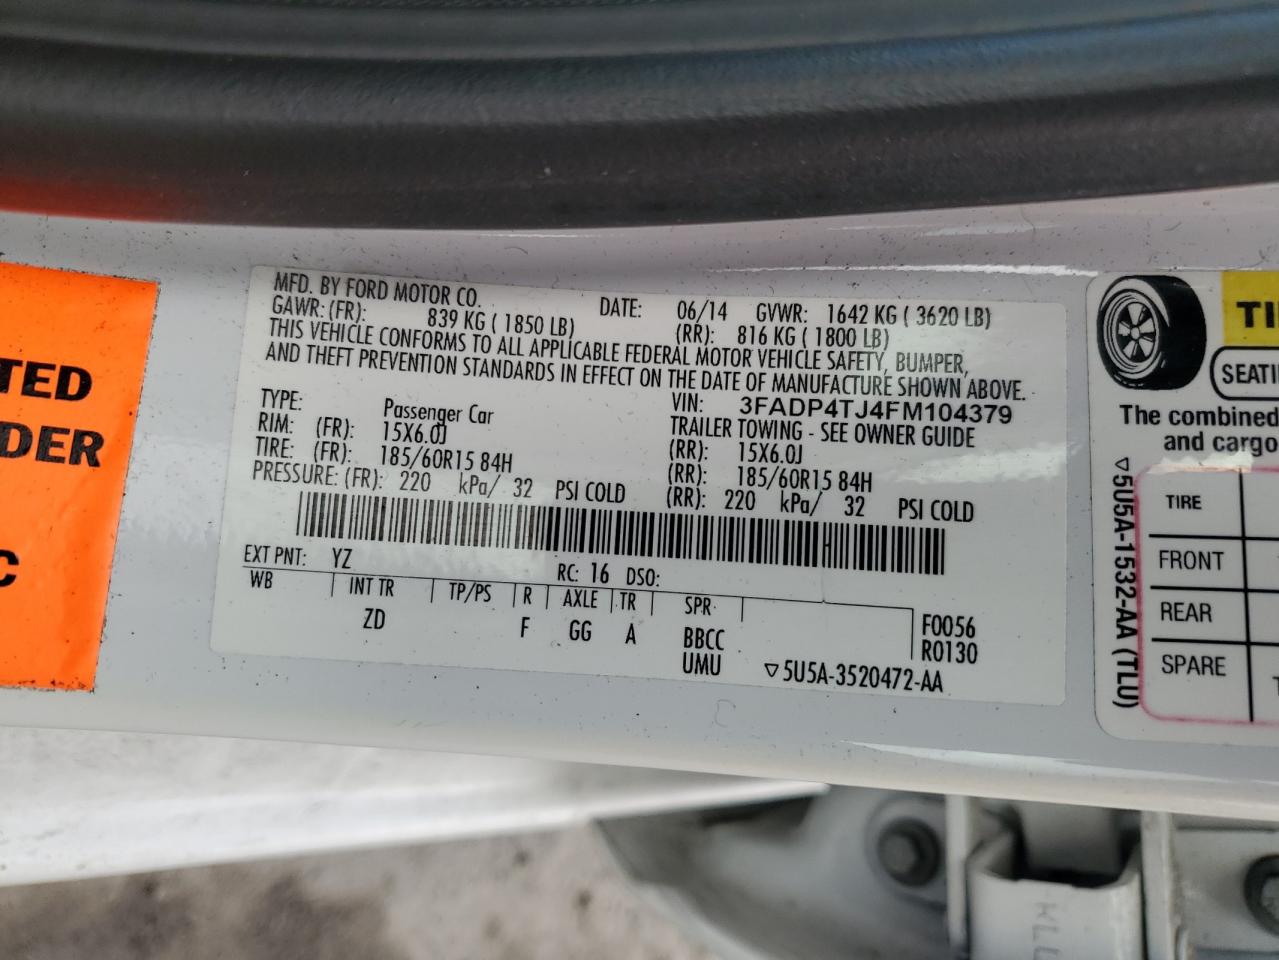 TED
DER
C
MFD. BY FORD MOTOR CO.
DATE: 06/14 GVWR: 1642 KG ( 3620 LB)
GAWR: (FR): 839 KG ( 1850 LB) (RR): 816 KG ( 1800 LB)
THIS VEHICLE CONFORMS TO ALL APPLICABLE FEDERAL MOTOR VEHICLE SAFETY, BUMPER,
AND THEFT PREVENTION STANDARDS IN EFFECT ON THE DATE OF MANUFACTURE SHOWN ABOVE.
VIN: 3FADP4TJ4FM104379
TYPE: Passenger Car TRAILER TOWING - SEE OWNER GUIDE
RIM: (FR): 15X6.0J (RR): 15X6.0J
TIRE: (FR): 185/60R15 84H (RR): 185/60R15 84H
PRESSURE: (FR): 220 kPa/ 32 PSI COLD (RR): 220 kPa/ 32 PSI COLD
EXT PNT: YZ RC: 16 DSO:
WB INT TR TP/PS R AXLE TR SPR
ZD F GG A BBCC F0056
UMU R0130
▽5U5A-3520472-AA
TI
SEATI
The combined
and cargo
TIRE
FRONT
REAR
SPARE
▽5U5A-1532-AA (TLU)